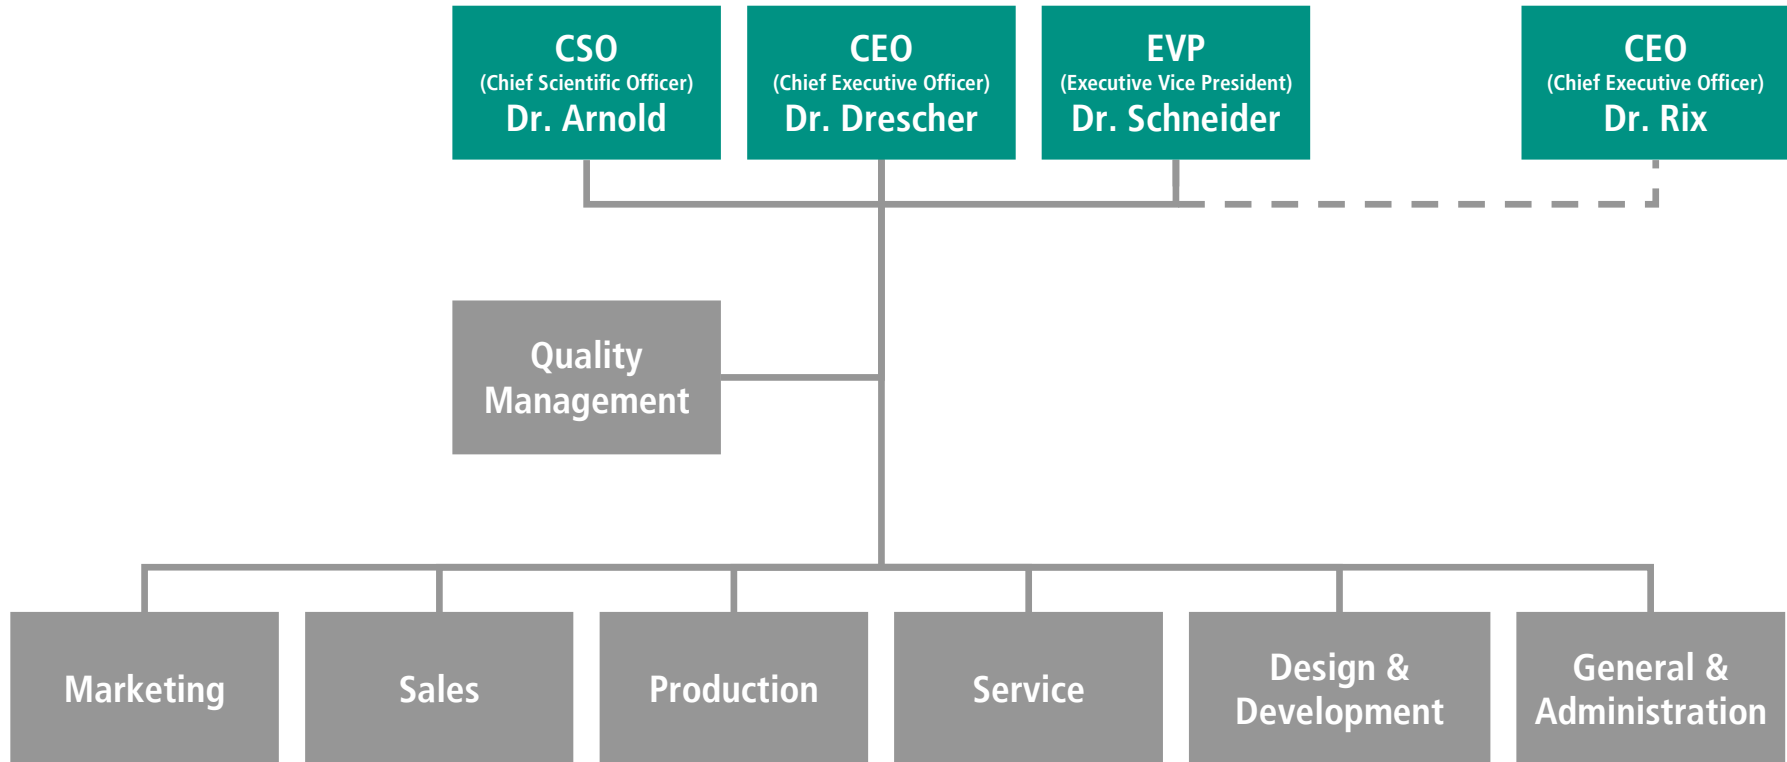 CSO
(Chief Scientific Officer)
Dr. Arnold
CEO
(Chief Executive Officer)
Dr. Drescher
EVP
(Executive Vice President)
Dr. Schneider
CEO
(Chief Executive Officer)
Dr. Rix
Quality
Management
Marketing
Sales
Production
Service
Design &
Development
General &
Administration